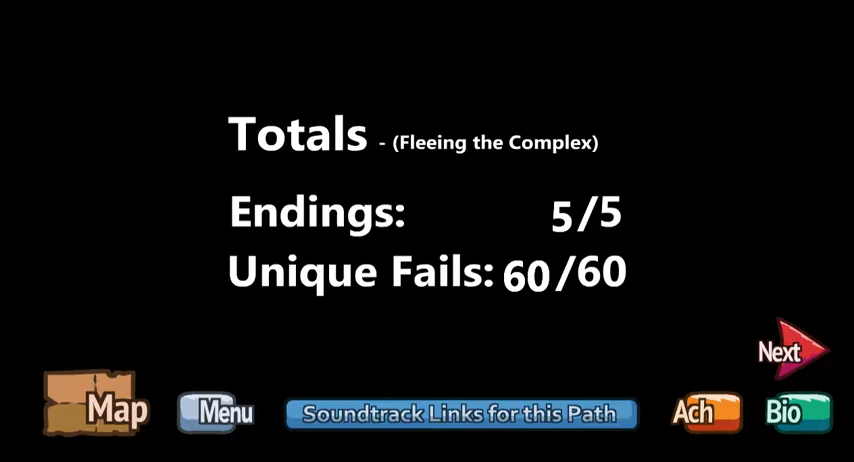 Totals - (Fleeing the Complex)
Endings: 5/5
Unique Fails: 60/60
Next
Map
Menu
Soundtrack Links for this Path
Ach
Bio